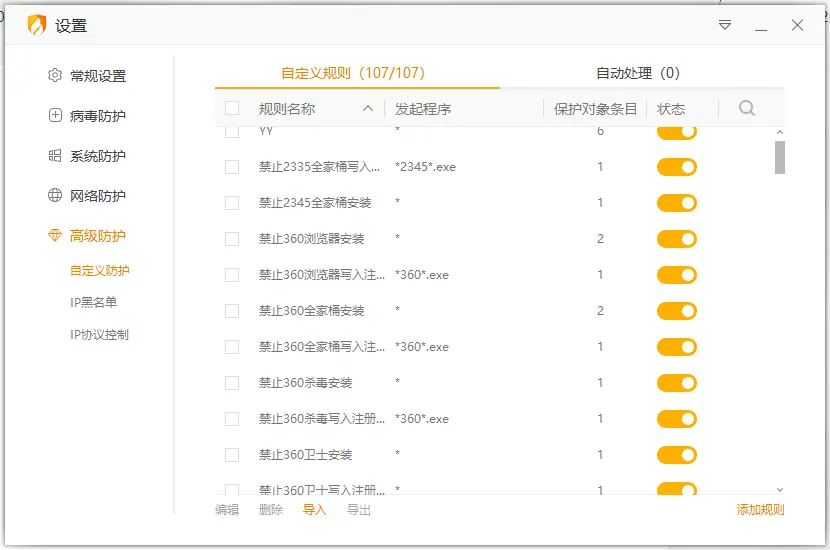 设置
常规设置
病毒防护
系统防护
网络防护
高级防护
自定义防护
IP黑名单
IP协议控制
自定义规则（107/107） 自动处理（0）
规则名称 发起程序 保护对象条目 状态
YY * 6
禁止2335全家桶写入... *2345*.exe 1
禁止2345全家桶安装 * 1
禁止360浏览器安装 * 2
禁止360浏览器写入注... *360*.exe 1
禁止360全家桶安装 * 2
禁止360全家桶写入注... *360*.exe 1
禁止360杀毒安装 * 1
禁止360杀毒写入注册... *360*.exe 1
禁止360卫士安装 * 1
禁止360卫士写入注册... * 1
编辑 删除 导入 导出 添加规则